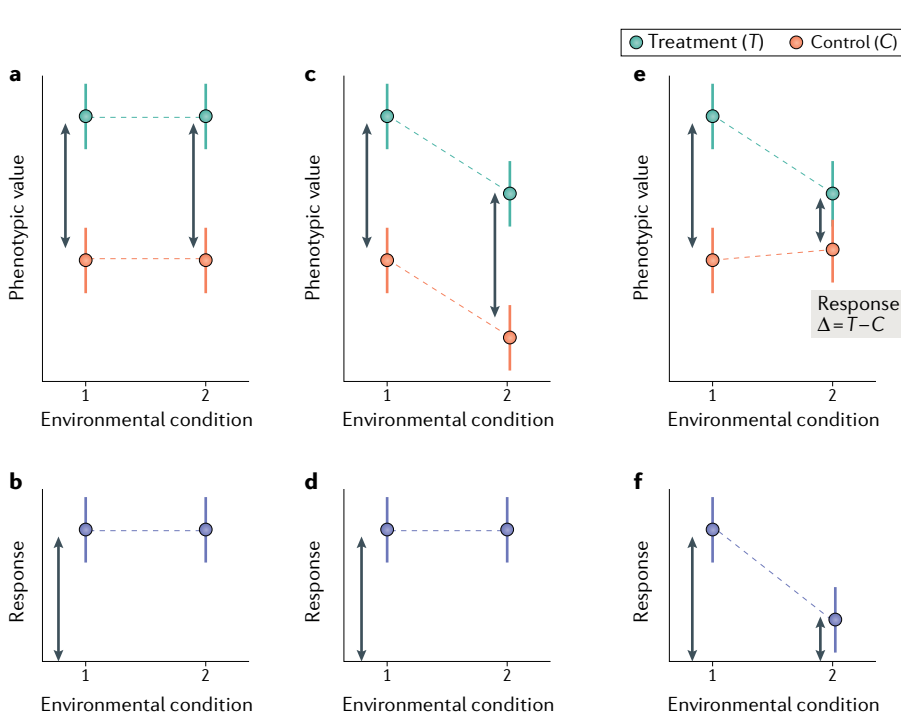 Treatment (T) Control (C)
a
Phenotypic value
1 2
Environmental condition
c
Phenotypic value
1 2
Environmental condition
e
Phenotypic value
Response
Δ = T – C
1 2
Environmental condition
b
Response
1 2
Environmental condition
d
Response
1 2
Environmental condition
f
Response
1 2
Environmental condition